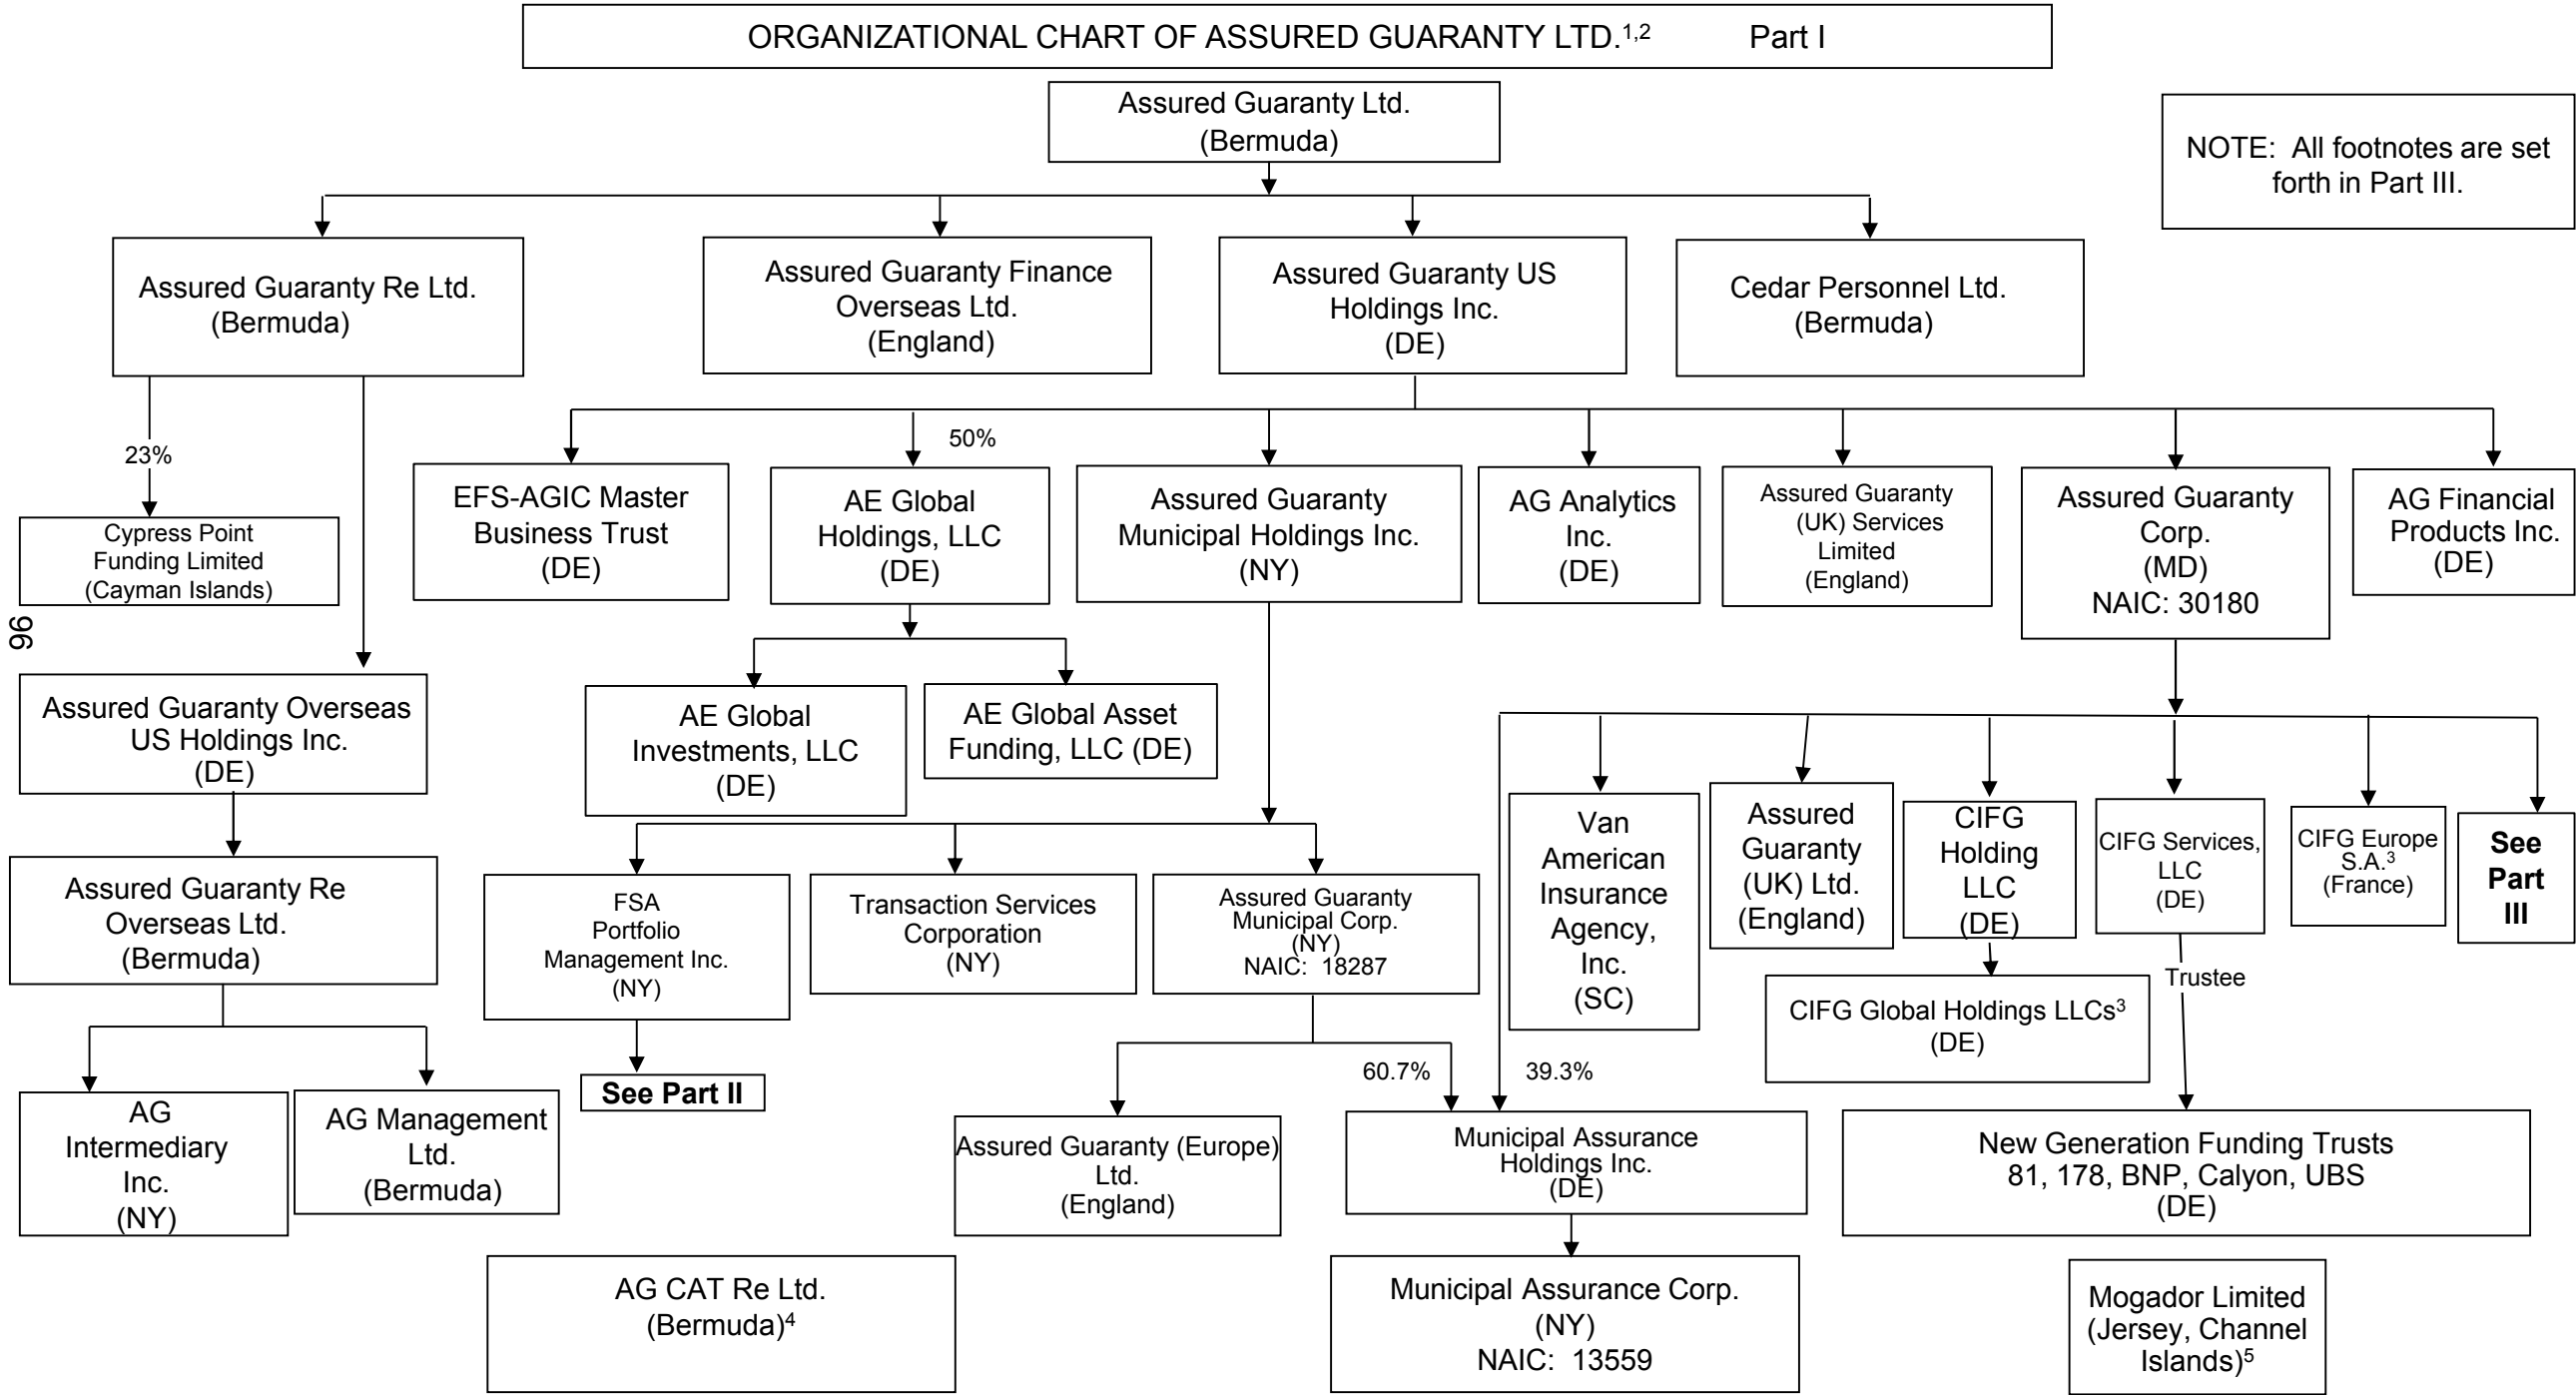 ORGANIZATIONAL CHART OF ASSURED GUARANTY LTD.1,2 Part I
Assured Guaranty Ltd.
(Bermuda)
NOTE: All footnotes are set
forth in Part III.
Assured Guaranty Re Ltd.
(Bermuda)
Assured Guaranty Finance
Overseas Ltd.
(England)
Assured Guaranty US
Holdings Inc.
(DE)
Cedar Personnel Ltd.
(Bermuda)
23%
50%
Cypress Point
Funding Limited
(Cayman Islands)
EFS-AGIC Master
Business Trust
(DE)
AE Global
Holdings, LLC
(DE)
Assured Guaranty
Municipal Holdings Inc.
(NY)
AG Analytics
Inc.
(DE)
Assured Guaranty
(UK) Services
Limited
(England)
Assured Guaranty
Corp.
(MD)
NAIC: 30180
AG Financial
Products Inc.
(DE)
96
Assured Guaranty Overseas
US Holdings Inc.
(DE)
AE Global
Investments, LLC
(DE)
AE Global Asset
Funding, LLC (DE)
Assured Guaranty Re
Overseas Ltd.
(Bermuda)
FSA
Portfolio
Management Inc.
(NY)
Transaction Services
Corporation
(NY)
Assured Guaranty
Municipal Corp.
(NY)
NAIC: 18287
Van
American
Insurance
Agency,
Inc.
(SC)
Assured
Guaranty
(UK) Ltd.
(England)
CIFG
Holding
LLC
(DE)
CIFG Services,
LLC
(DE)
CIFG Europe
S.A.3
(France)
See
Part
III
Trustee
CIFG Global Holdings LLCs3
(DE)
60.7%
39.3%
AG
Intermediary
Inc.
(NY)
AG Management
Ltd.
(Bermuda)
See Part II
Assured Guaranty (Europe)
Ltd.
(England)
Municipal Assurance
Holdings Inc.
(DE)
New Generation Funding Trusts
81, 178, BNP, Calyon, UBS
(DE)
AG CAT Re Ltd.
(Bermuda)4
Municipal Assurance Corp.
(NY)
NAIC: 13559
Mogador Limited
(Jersey, Channel
Islands)5